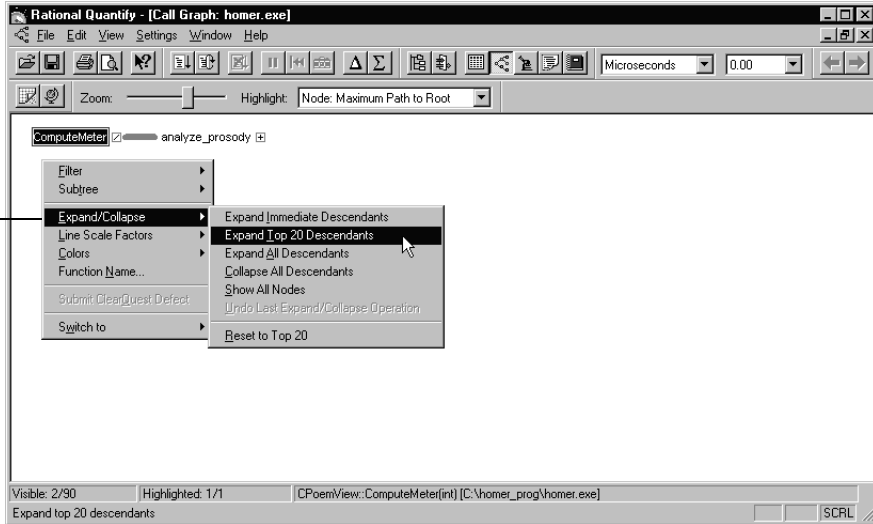 Rational Quantify - [Call Graph: homer.exe]
File Edit View Settings Window Help
Microseconds 0.00
Zoom: Highlight: Node: Maximum Path to Root
ComputeMeter analyze_prosody
Filter
Subtree
Expand/Collapse
Line Scale Factors
Colors
Function Name...
Submit ClearQuest Defect
Switch to
Expand Immediate Descendants
Expand Top 20 Descendants
Expand All Descendants
Collapse All Descendants
Show All Nodes
Undo Last Expand/Collapse Operation
Reset to Top 20
Visible: 2/90 Highlighted: 1/1 CPoemView::ComputeMeter(int) [C:\homer_prog\homer.exe]
Expand top 20 descendants SCRL